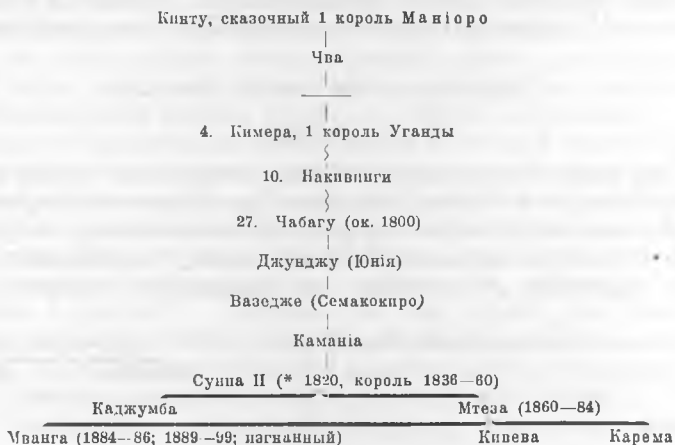 Кинту, сказочный 1 король Маніоро
Чва
4. Кимера, 1 король Уганды
10. Накивинги
27. Чабагу (ок. 1800)
Джунджу (Юнія)
Вазедже (Семакокиро)
Каманіа
Сунна II (* 1820, король 1836—60)
Каджумба Мтеза (1860—84)
Мванга (1884—86; 1889—99; изгнанный) Кивева Карема